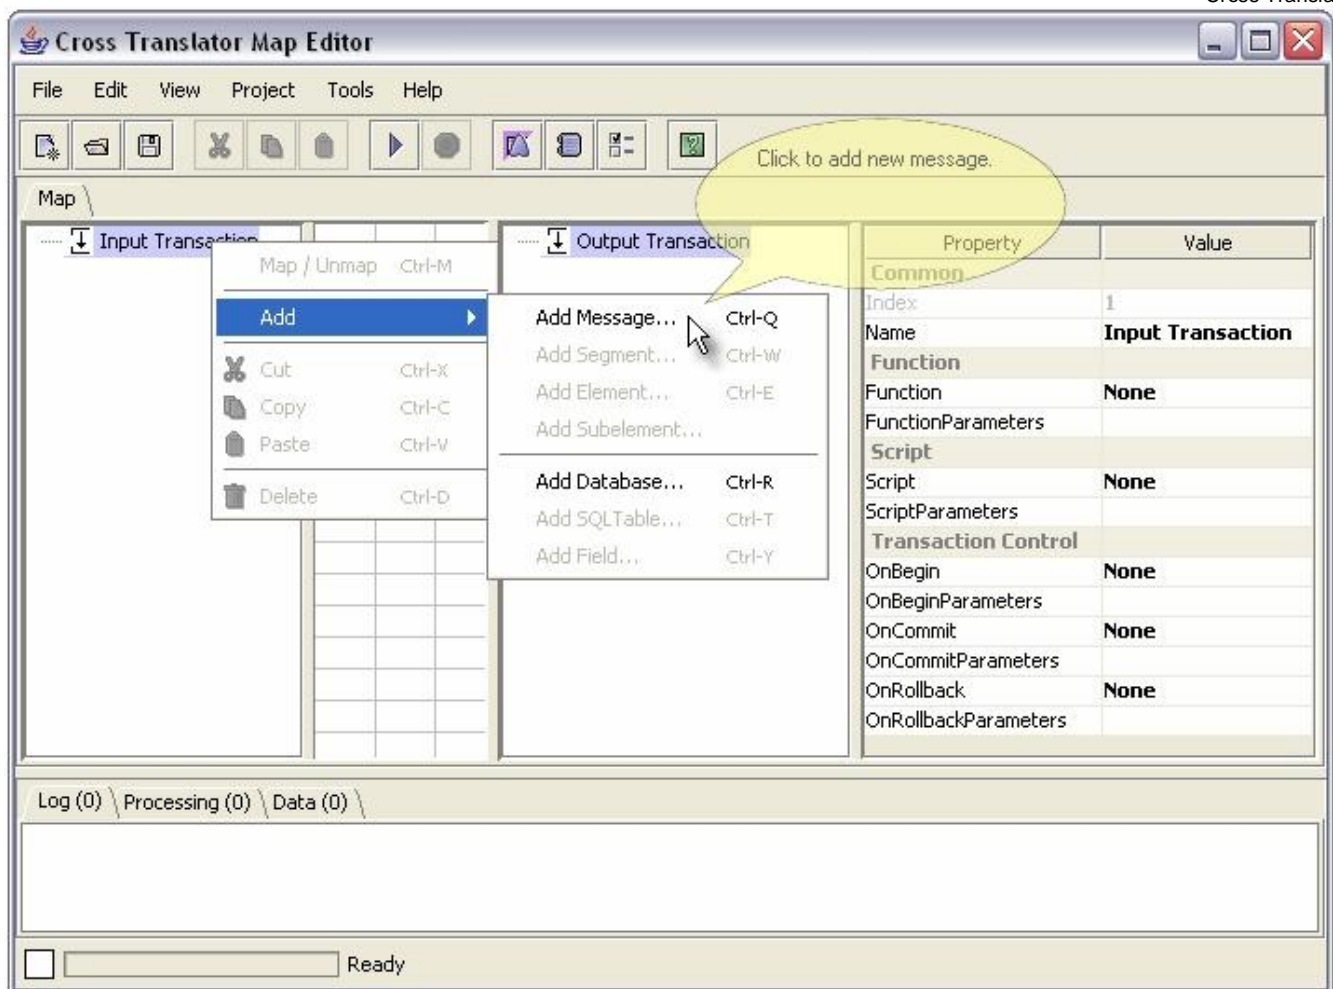 Cross Translator Map Editor
File Edit View Project Tools Help
Click to add new message.
Map
Input Transaction
Output Transaction
Property Value
Map / Unmap Ctrl-M
Add
Cut Ctrl-X
Copy Ctrl-C
Paste Ctrl-V
Delete Ctrl-D
Add Message... Ctrl-Q
Add Segment... Ctrl-W
Add Element... Ctrl-E
Add Subelement...
Add Database... Ctrl-R
Add SQLTable... Ctrl-T
Add Field... Ctrl-Y
Common
Index 1
Name Input Transaction
Function
Function None
FunctionParameters
Script
Script None
ScriptParameters
Transaction Control
OnBegin None
OnBeginParameters
OnCommit None
OnCommitParameters
OnRollback None
OnRollbackParameters
Log (0) Processing (0) Data (0)
Ready